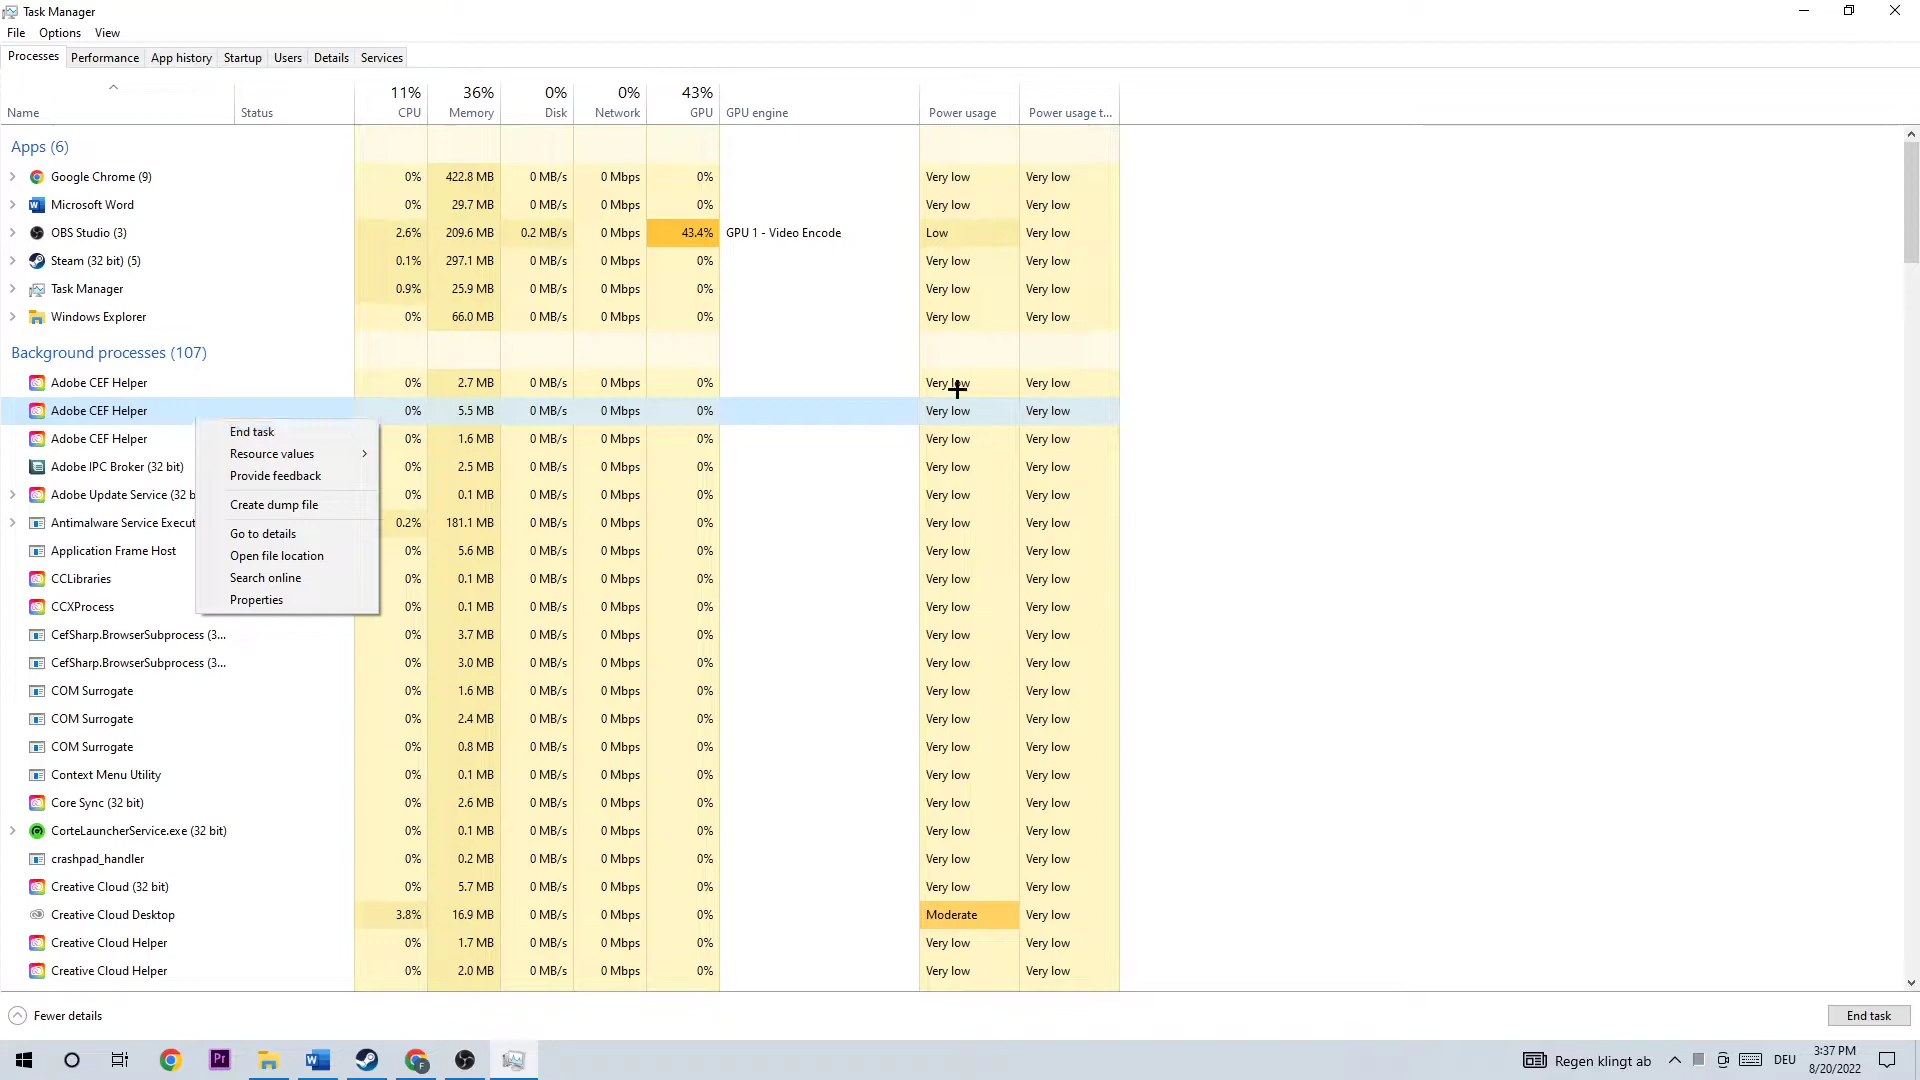 Task Manager
File Options View
Processes Performance App history Startup Users Details Services
11% 36% 0% 0% 43%
Name Status CPU Memory Disk Network GPU GPU engine Power usage Power usage t...
Apps (6)
Google Chrome (9) 0% 422.8 MB 0 MB/s 0 Mbps 0% Very low Very low
Microsoft Word 0% 29.7 MB 0 MB/s 0 Mbps 0% Very low Very low
OBS Studio (3) 2.6% 209.6 MB 0.2 MB/s 0 Mbps 43.4% GPU 1 - Video Encode Low Very low
Steam (32 bit) (5) 0.1% 297.1 MB 0 MB/s 0 Mbps 0% Very low Very low
Task Manager 0.9% 25.9 MB 0 MB/s 0 Mbps 0% Very low Very low
Windows Explorer 0% 66.0 MB 0 MB/s 0 Mbps 0% Very low Very low
Background processes (107)
Adobe CEF Helper 0% 2.7 MB 0 MB/s 0 Mbps 0% Very low Very low
Adobe CEF Helper 0% 5.5 MB 0 MB/s 0 Mbps 0% Very low Very low
Adobe CEF Helper 0% 1.6 MB 0 MB/s 0 Mbps 0% Very low Very low
Adobe IPC Broker (32 bit) 0% 2.5 MB 0 MB/s 0 Mbps 0% Very low Very low
Adobe Update Service (32 b 0% 0.1 MB 0 MB/s 0 Mbps 0% Very low Very low
Antimalware Service Execut 0.2% 181.1 MB 0 MB/s 0 Mbps 0% Very low Very low
Application Frame Host 0% 5.6 MB 0 MB/s 0 Mbps 0% Very low Very low
CCLibraries 0% 0.1 MB 0 MB/s 0 Mbps 0% Very low Very low
CCXProcess 0% 0.1 MB 0 MB/s 0 Mbps 0% Very low Very low
CefSharp.BrowserSubprocess (3... 0% 3.7 MB 0 MB/s 0 Mbps 0% Very low Very low
CefSharp.BrowserSubprocess (3... 0% 3.0 MB 0 MB/s 0 Mbps 0% Very low Very low
COM Surrogate 0% 1.6 MB 0 MB/s 0 Mbps 0% Very low Very low
COM Surrogate 0% 2.4 MB 0 MB/s 0 Mbps 0% Very low Very low
COM Surrogate 0% 0.8 MB 0 MB/s 0 Mbps 0% Very low Very low
Context Menu Utility 0% 0.1 MB 0 MB/s 0 Mbps 0% Very low Very low
Core Sync (32 bit) 0% 2.6 MB 0 MB/s 0 Mbps 0% Very low Very low
CorteLauncherService.exe (32 bit) 0% 0.1 MB 0 MB/s 0 Mbps 0% Very low Very low
crashpad_handler 0% 0.2 MB 0 MB/s 0 Mbps 0% Very low Very low
Creative Cloud (32 bit) 0% 5.7 MB 0 MB/s 0 Mbps 0% Very low Very low
Creative Cloud Desktop 3.8% 16.9 MB 0 MB/s 0 Mbps 0% Moderate Very low
Creative Cloud Helper 0% 1.7 MB 0 MB/s 0 Mbps 0% Very low Very low
Creative Cloud Helper 0% 2.0 MB 0 MB/s 0 Mbps 0% Very low Very low
End task
Resource values
Provide feedback
Create dump file
Go to details
Open file location
Search online
Properties
Fewer details End task
Pr W F Regen klingt ab DEU 3:37 PM
8/20/2022